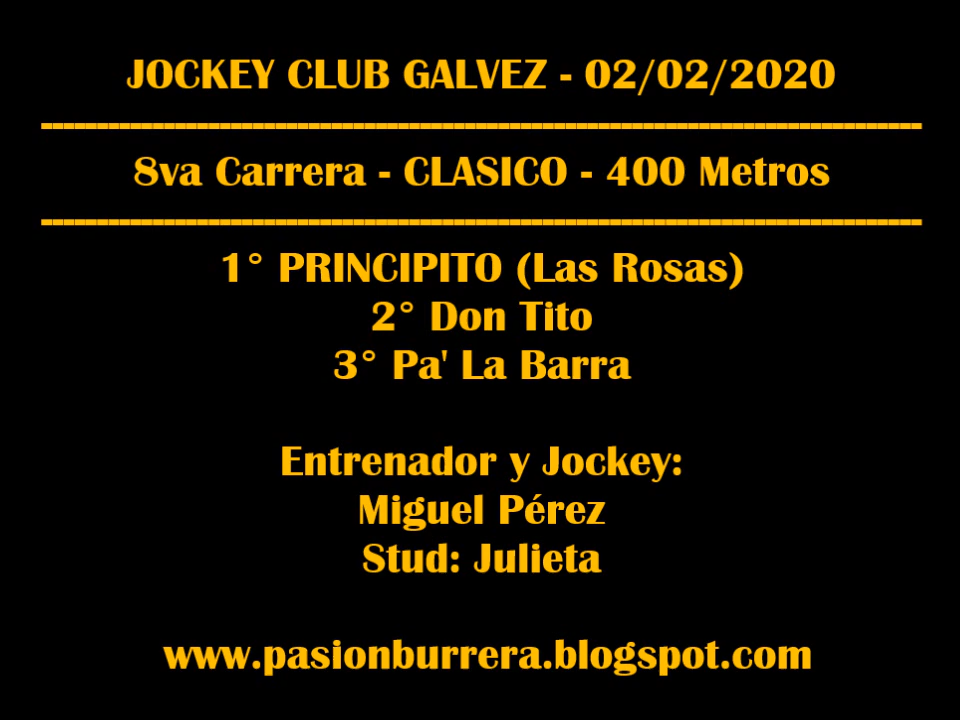 JOCKEY CLUB GALVEZ - 02/02/2020
--------------------------------------------------------------------------------
8va Carrera - CLASICO - 400 Metros
--------------------------------------------------------------------------------
1° PRINCIPITO (Las Rosas)
2° Don Tito
3° Pa' La Barra
Entrenador y Jockey:
Miguel Pérez
Stud: Julieta
www.pasionburrera.blogspot.com